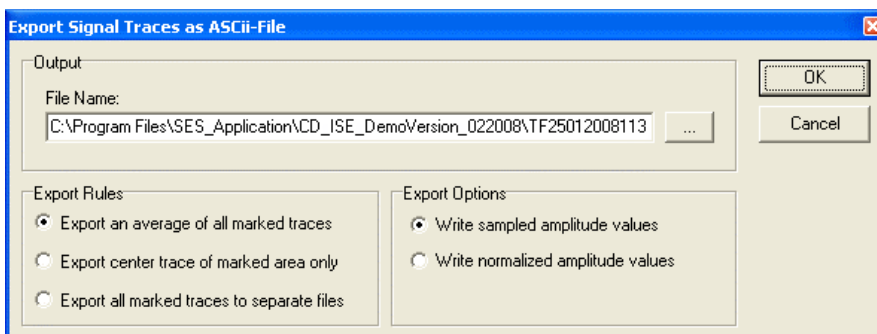 Export Signal Traces as ASCii-File
Output
File Name:
C:\Program Files\SES_Application\CD_ISE_DemoVersion_022008\TF25012008113
...
OK
Cancel
Export Rules
Export an average of all marked traces
Export center trace of marked area only
Export all marked traces to separate files
Export Options
Write sampled amplitude values
Write normalized amplitude values